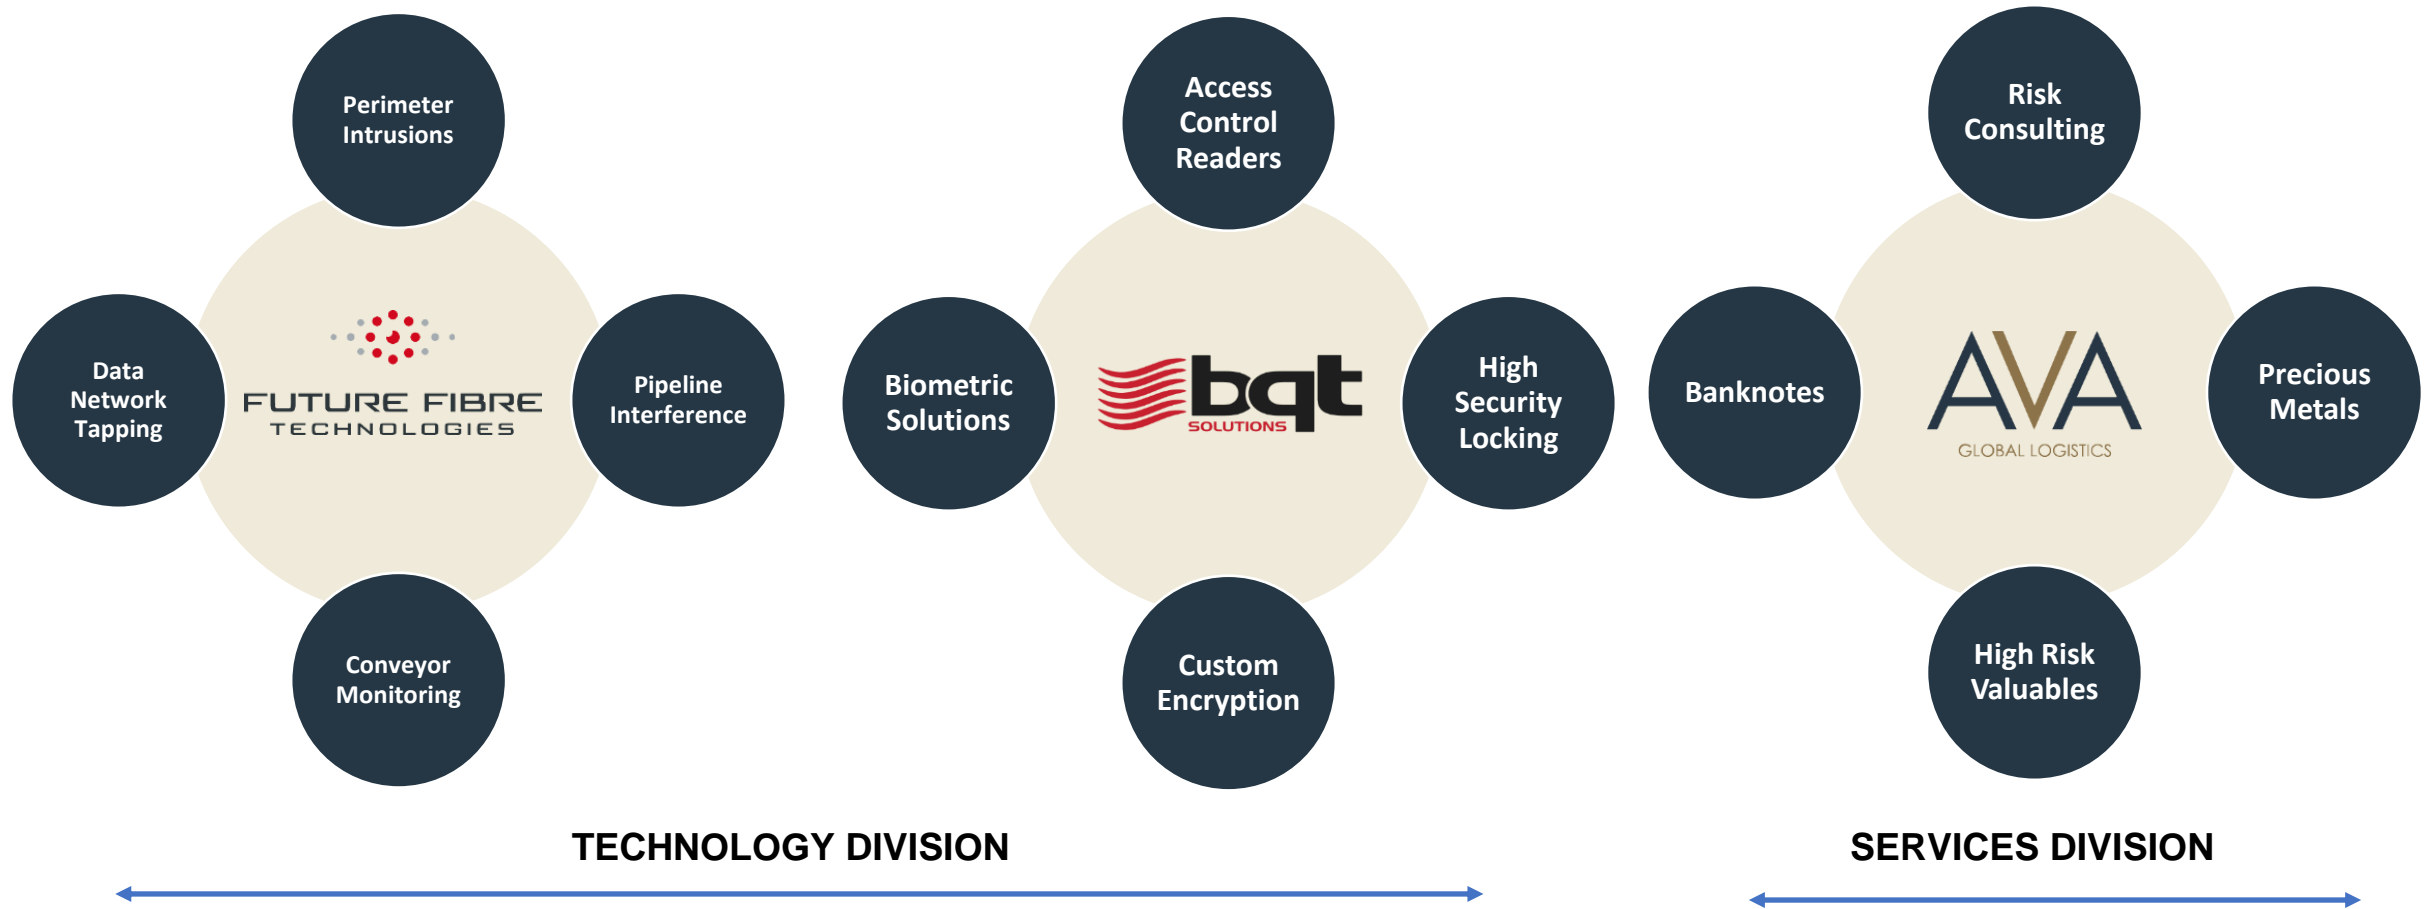 Perimeter
Intrusions
Data
Network
Tapping
FUTURE FIBRE
TECHNOLOGIES
Pipeline
Interference
Conveyor
Monitoring
Access
Control
Readers
Biometric
Solutions
bqt
SOLUTIONS
High
Security
Locking
Custom
Encryption
Risk
Consulting
Banknotes
AVA
GLOBAL LOGISTICS
Precious
Metals
High Risk
Valuables
TECHNOLOGY DIVISION
SERVICES DIVISION